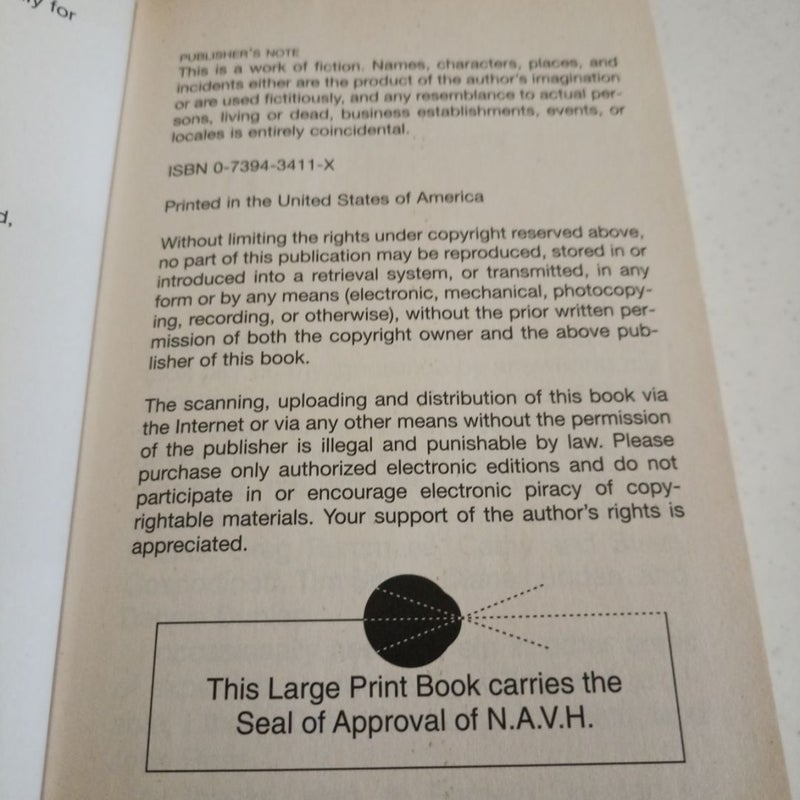 y for
d,
PUBLISHER'S NOTE
This is a work of fiction. Names, characters, places, and
incidents either are the product of the author's imagination
or are used fictitiously, and any resemblance to actual per-
sons, living or dead, business establishments, events, or
locales is entirely coincidental.
ISBN 0-7394-3411-X
Printed in the United States of America
Without limiting the rights under copyright reserved above,
no part of this publication may be reproduced, stored in or
introduced into a retrieval system, or transmitted, in any
form or by any means (electronic, mechanical, photocopy-
ing, recording, or otherwise), without the prior written per-
mission of both the copyright owner and the above pub-
lisher of this book.
The scanning, uploading and distribution of this book via
the Internet or via any other means without the permission
of the publisher is illegal and punishable by law. Please
purchase only authorized electronic editions and do not
participate in or encourage electronic piracy of copy-
rightable materials. Your support of the author's rights is
appreciated.
This Large Print Book carries the
Seal of Approval of N.A.V.H.